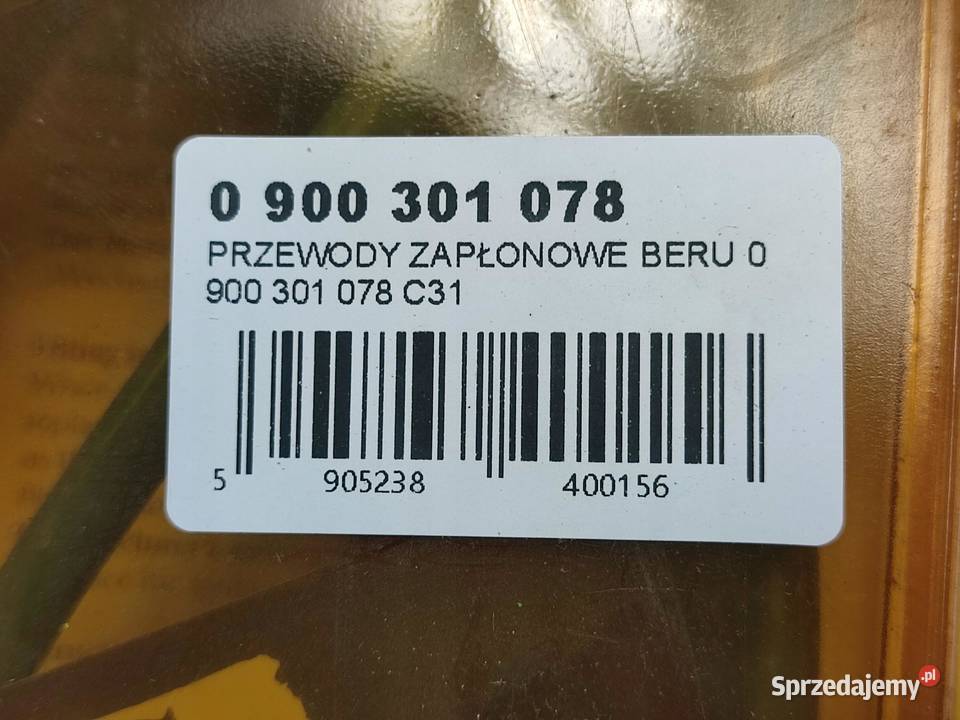 0 900 301 078
PRZEWODY ZAPŁONOWE BERU 0
900 301 078 C31
5 905238 400156
Sprzedajemy.pl